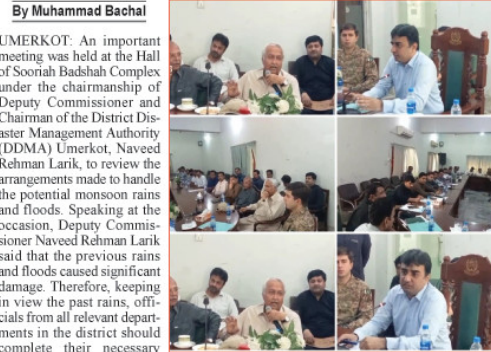 By Muhammad Bachal
UMERKOT: An important
meeting was held at the Hall
of Sooriah Badshah Complex
under the chairmanship of
Deputy Commissioner and
Chairman of the District Dis-
aster Management Authority
(DDMA) Umerkot, Naveed
Rehman Larik, to review the
arrangements made to handle
the potential monsoon rains
and floods. Speaking at the
occasion, Deputy Commis-
sioner Naveed Rehman Larik
said that the previous rains
and floods caused significant
damage. Therefore, keeping
in view the past rains, offi-
cials from all relevant depart-
ments in the district should
complete their necessary